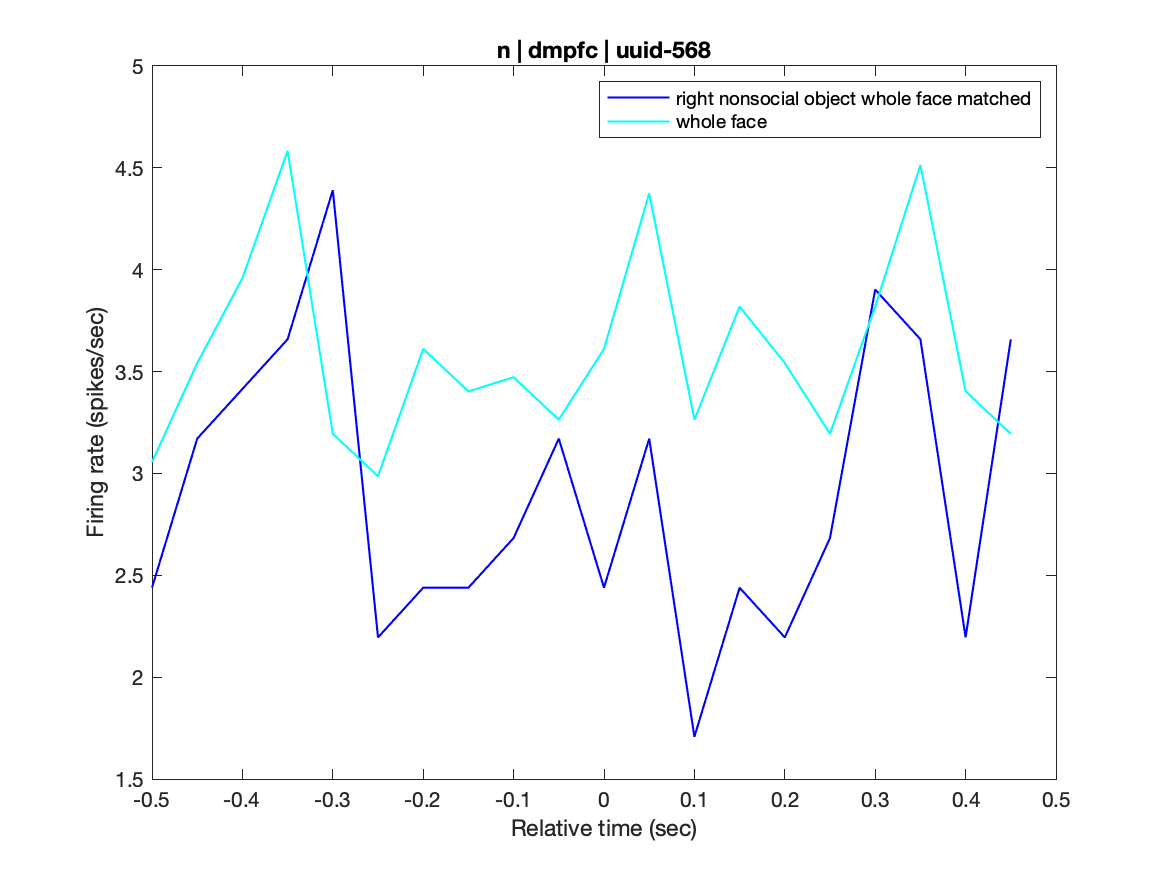 n | dmpfc | uuid-568
right nonsocial object whole face matched
whole face
5
4.5
4
3.5
3
2.5
2
1.5
Firing rate (spikes/sec)
-0.5 -0.4 -0.3 -0.2 -0.1 0 0.1 0.2 0.3 0.4 0.5
Relative time (sec)